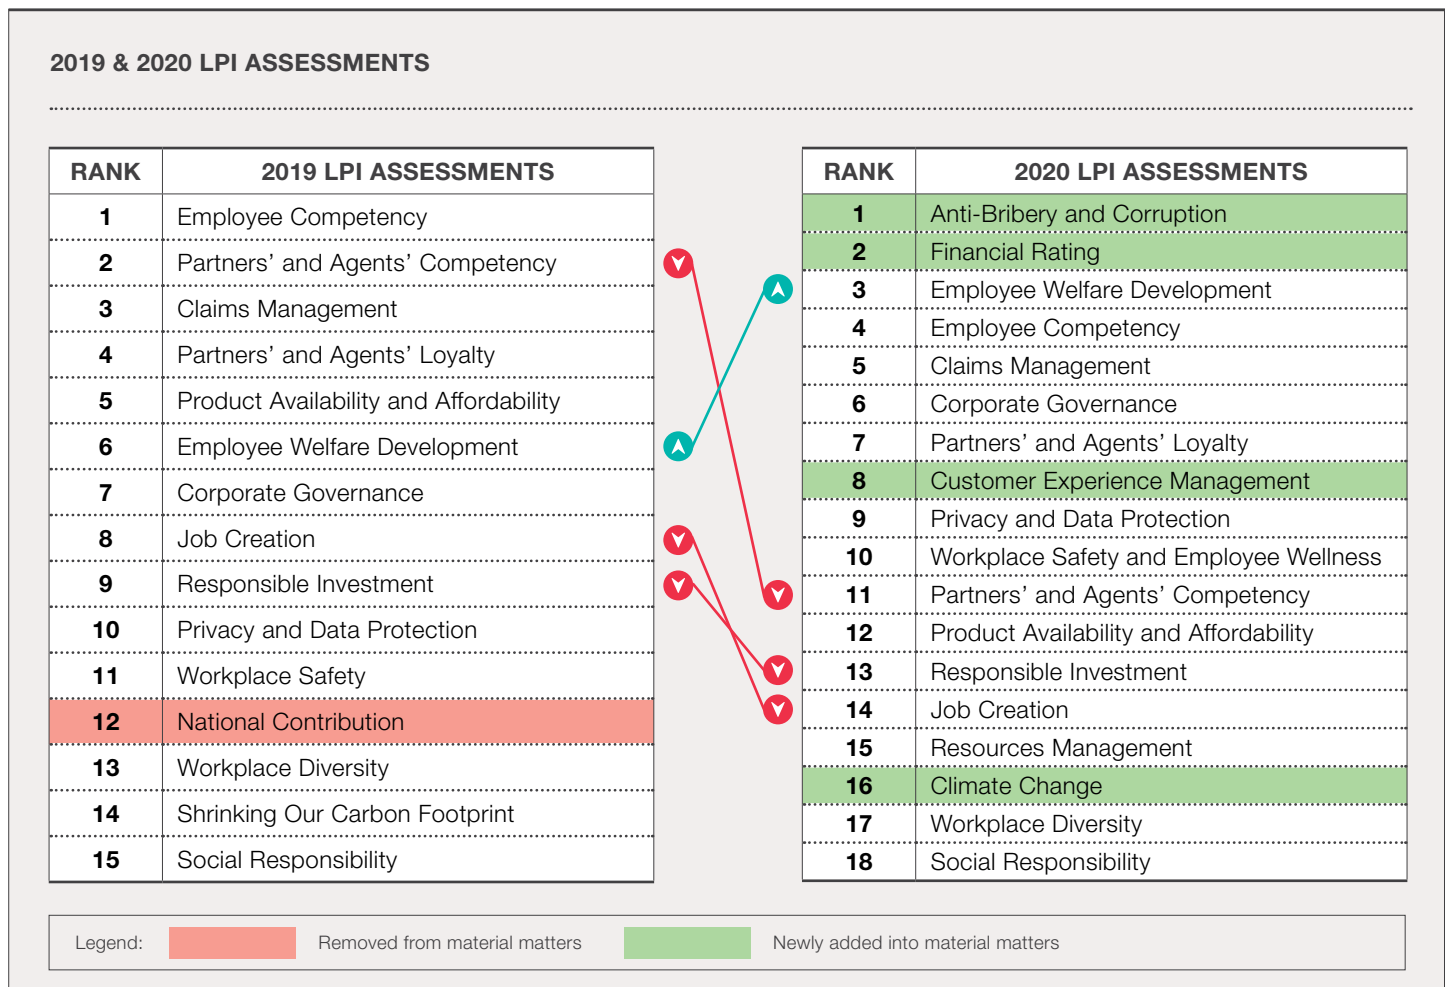 2019 & 2020 LPI ASSESSMENTS
RANK 2019 LPI ASSESSMENTS
1 Employee Competency
2 Partners’ and Agents’ Competency
3 Claims Management
4 Partners’ and Agents’ Loyalty
5 Product Availability and Affordability
6 Employee Welfare Development
7 Corporate Governance
8 Job Creation
9 Responsible Investment
10 Privacy and Data Protection
11 Workplace Safety
12 National Contribution
13 Workplace Diversity
14 Shrinking Our Carbon Footprint
15 Social Responsibility
RANK 2020 LPI ASSESSMENTS
1 Anti-Bribery and Corruption
2 Financial Rating
3 Employee Welfare Development
4 Employee Competency
5 Claims Management
6 Corporate Governance
7 Partners’ and Agents’ Loyalty
8 Customer Experience Management
9 Privacy and Data Protection
10 Workplace Safety and Employee Wellness
11 Partners’ and Agents’ Competency
12 Product Availability and Affordability
13 Responsible Investment
14 Job Creation
15 Resources Management
16 Climate Change
17 Workplace Diversity
18 Social Responsibility
Legend: Removed from material matters Newly added into material matters